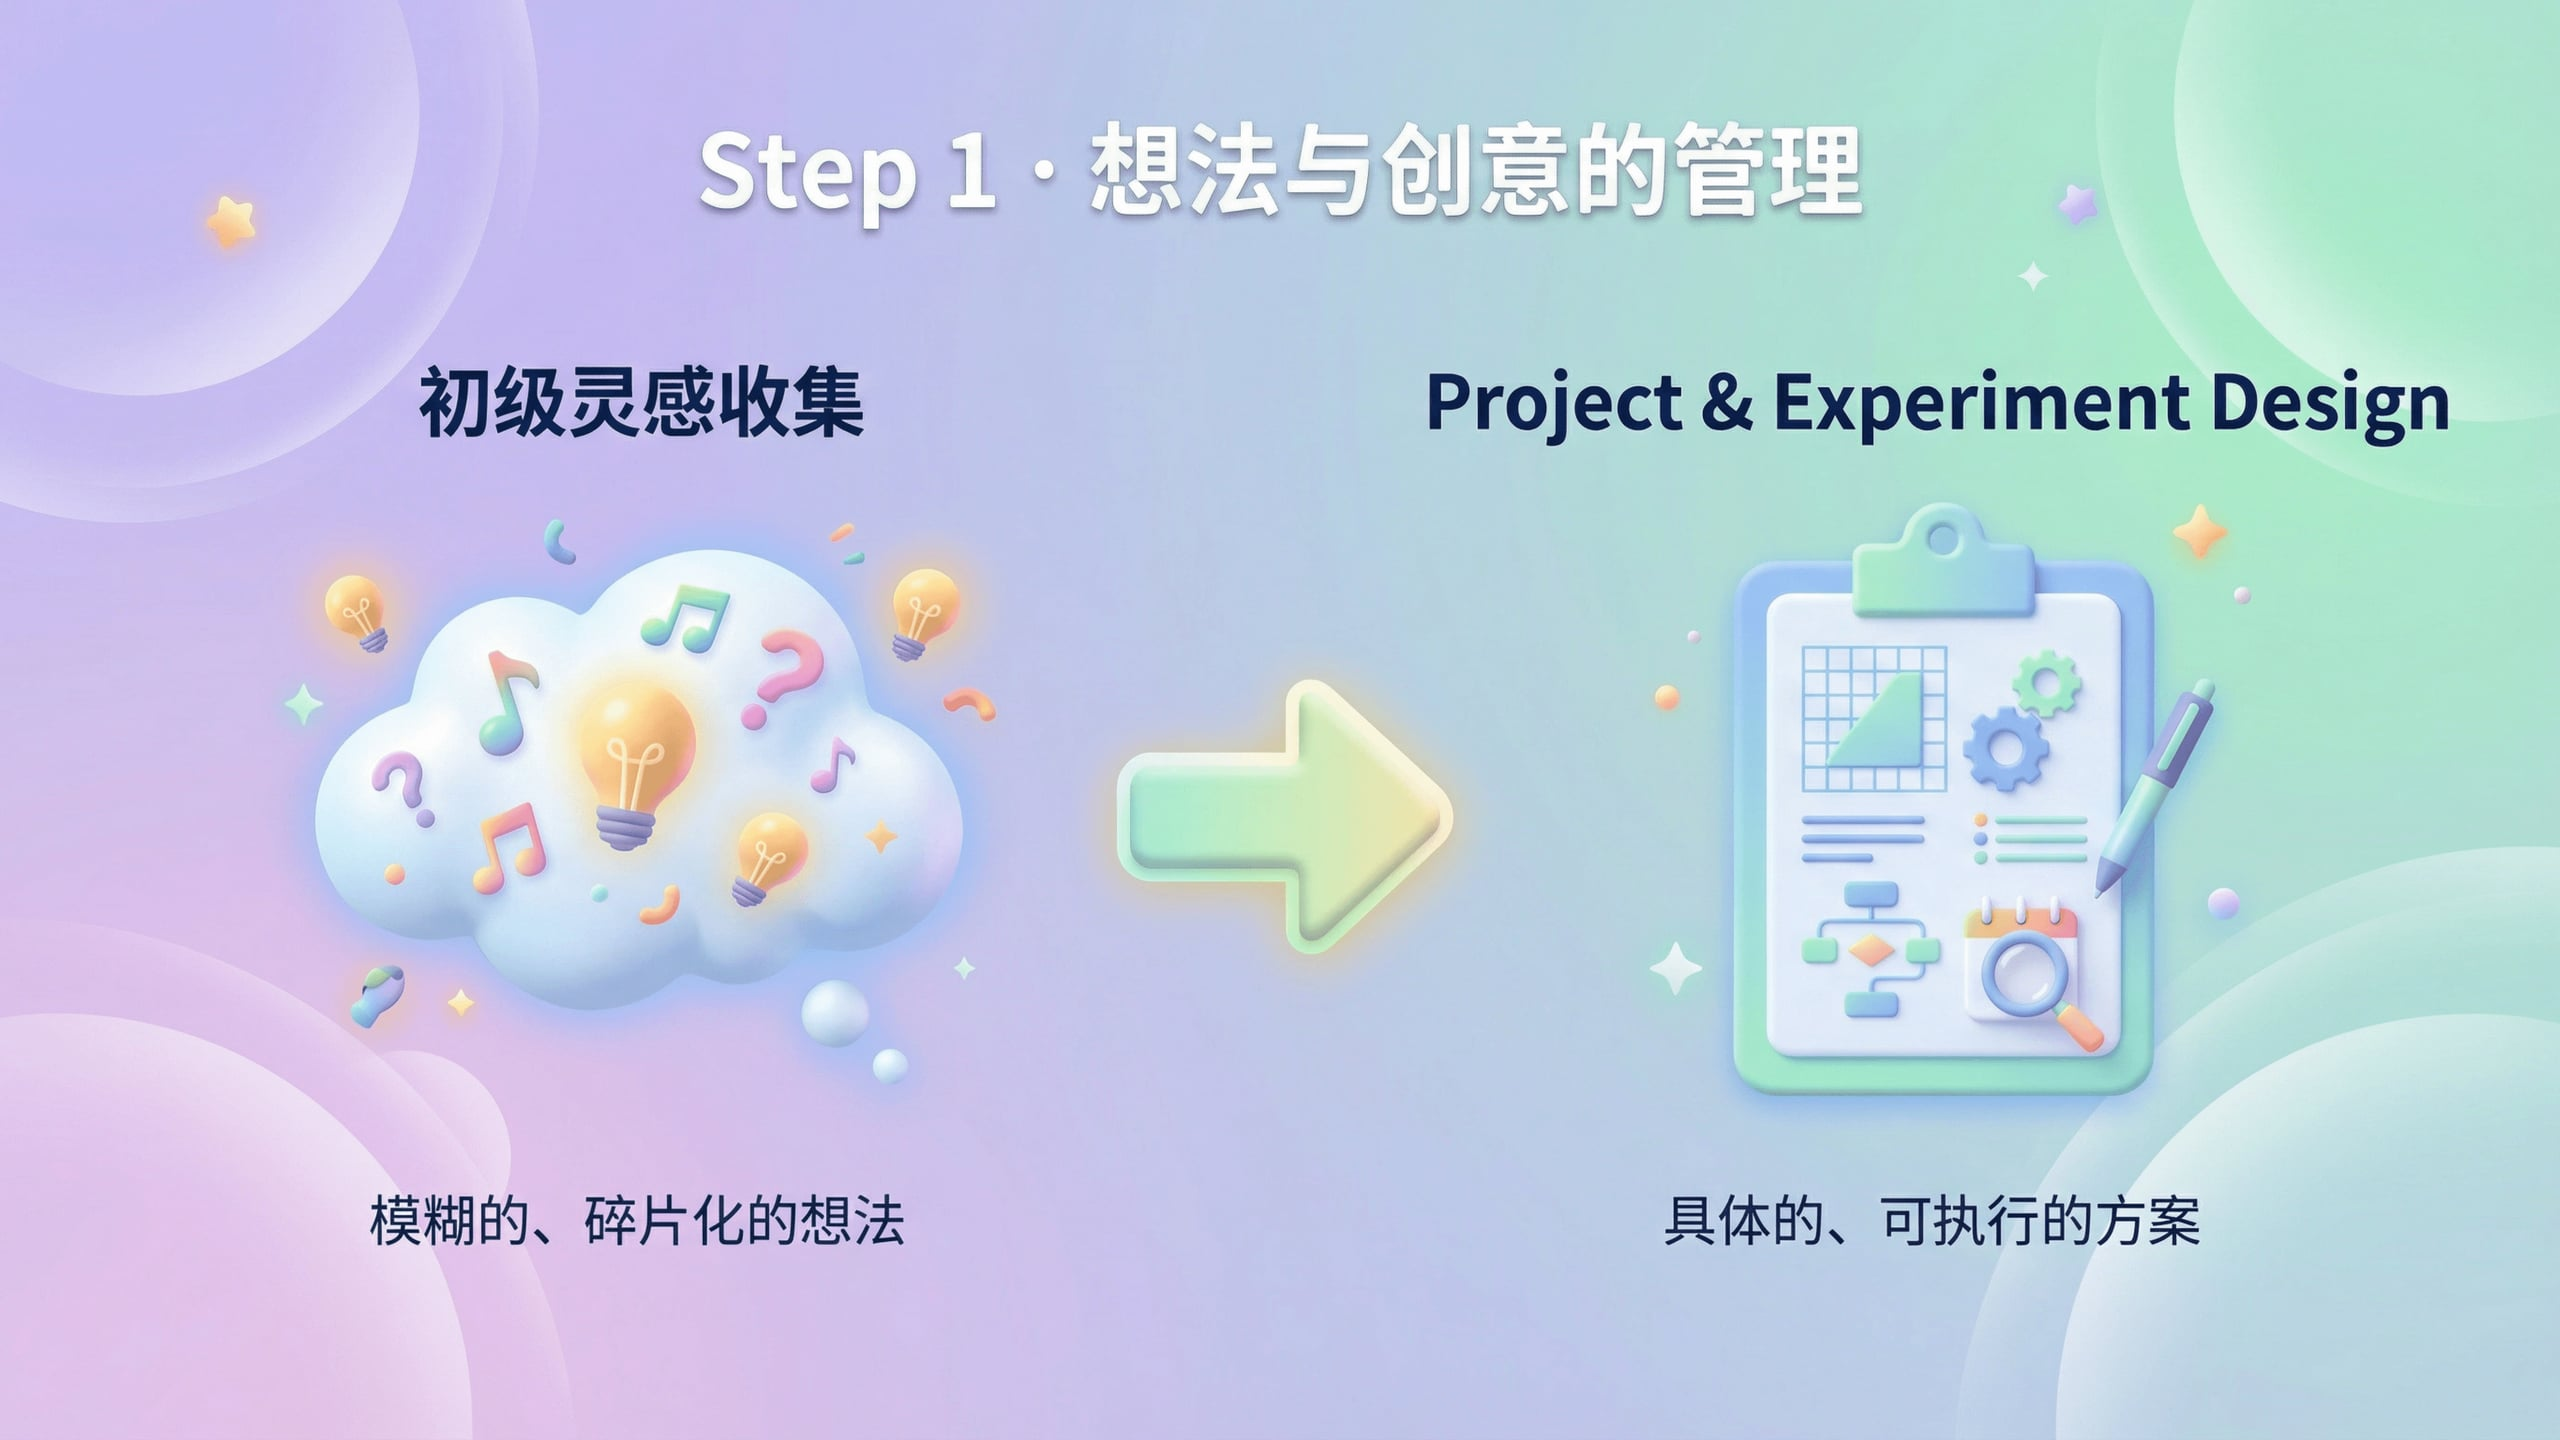 Step 1 · 想法与创意的管理
初级灵感收集
Project & Experiment Design
模糊的、碎片化的想法
具体的、可执行的方案